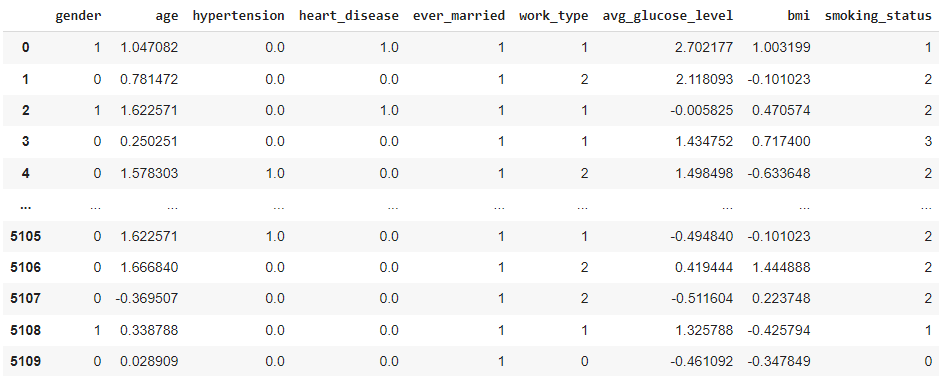 gender age hypertension heart_disease ever_married work_type avg_glucose_level bmi smoking_status
0 1 1.047082 0.0 1.0 1 1 2.702177 1.003199 1
1 0 0.781472 0.0 0.0 1 2 2.118093 -0.101023 2
2 1 1.622571 0.0 1.0 1 1 -0.005825 0.470574 2
3 0 0.250251 0.0 0.0 1 1 1.434752 0.717400 3
4 0 1.578303 1.0 0.0 1 2 1.498498 -0.633648 2
... ... ... ... ... ... ... ... ... ...
5105 0 1.622571 1.0 0.0 1 1 -0.494840 -0.101023 2
5106 0 1.666840 0.0 0.0 1 2 0.419444 1.444888 2
5107 0 -0.369507 0.0 0.0 1 2 -0.511604 0.223748 2
5108 1 0.338788 0.0 0.0 1 1 1.325788 -0.425794 1
5109 0 0.028909 0.0 0.0 1 0 -0.461092 -0.347849 0